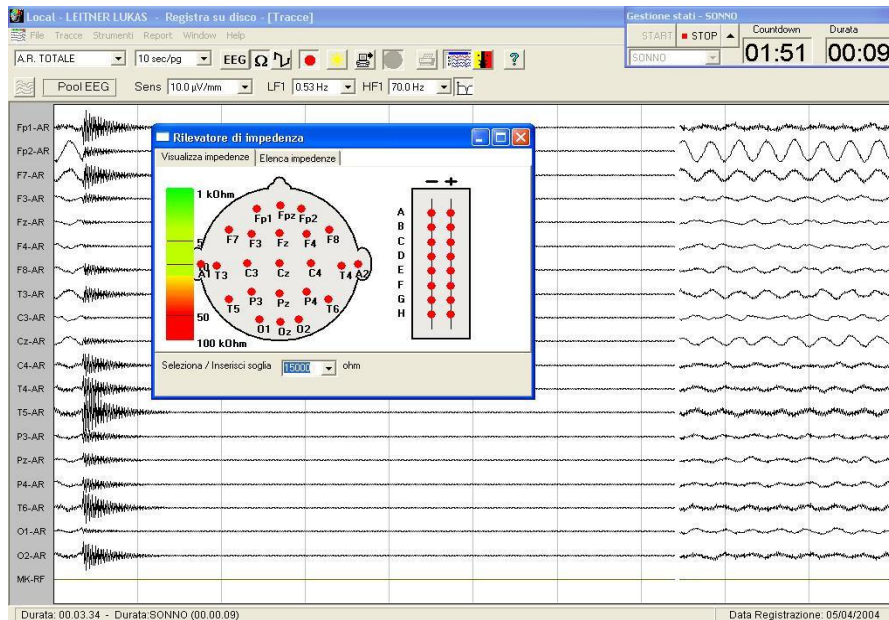 Local - LEITNER LUKAS - Registra su disco - [Tracce]
Gestione stati - SONNO
File Tracce Strumenti Report Window Help
START STOP Countdown Durata
A.R. TOTALE 10 sec/pg EEG Ω ?
SONNO 01:51 00:09
Pool EEG Sens 10.0 µV/mm LF1 0.53 Hz HF1 70.0 Hz
Fp1-AR
Fp2-AR
F7-AR
F3-AR
Fz-AR
F4-AR
F8-AR
T3-AR
C3-AR
Cz-AR
C4-AR
T4-AR
T5-AR
P3-AR
Pz-AR
P4-AR
T6-AR
O1-AR
O2-AR
MK-RF
Rilevatore di impedenza
Visualizza impedenze Elenca impedenze
1 kOhm
5
50
100 kOhm
Fp1 Fpz Fp2
F7 F3 Fz F4 F8
A1 T3 C3 Cz C4 T4 A2
T5 P3 Pz P4 T6
O1 Oz O2
- +
A
B
C
D
E
F
G
H
Seleziona / Inserisci soglia 15000 ohm
Durata: 00.03.34 - Durata:SONNO (00.00.09)
Data Registrazione: 05/04/2004